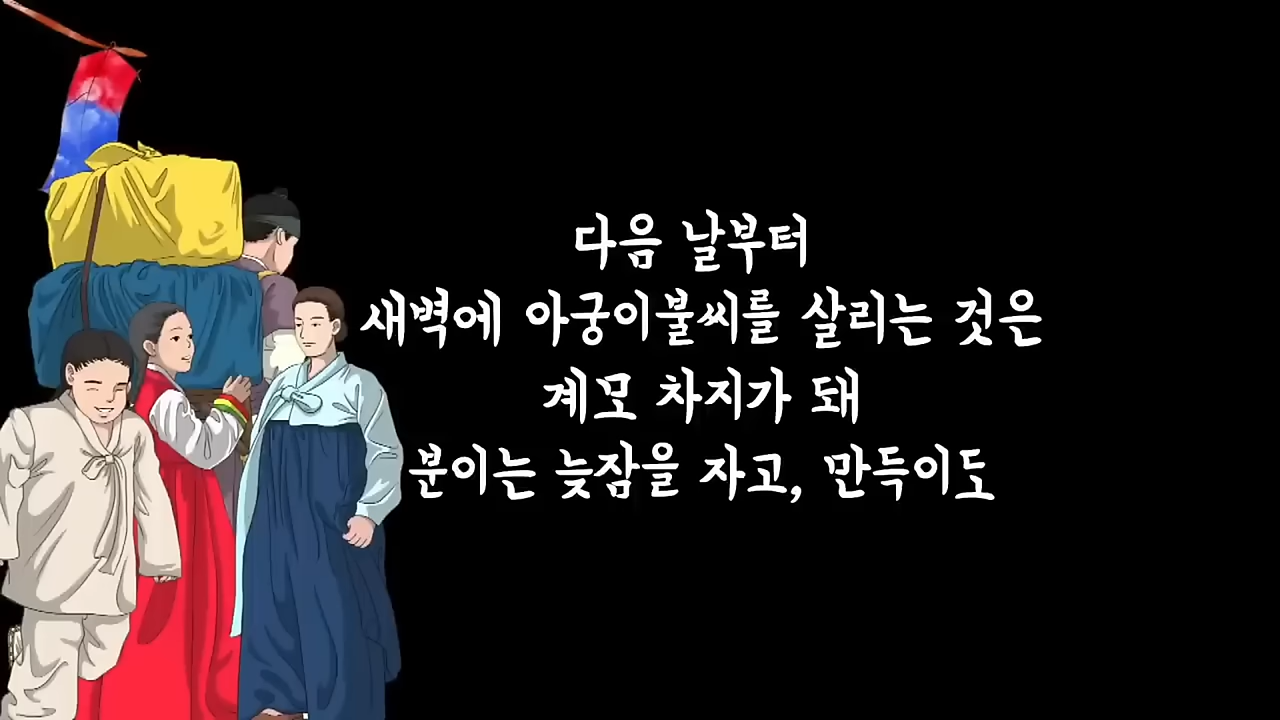 다음 날부터
새벽에 아궁이불씨를 살리는 것은
계모 차지가 돼
분이는 늦잠을 자고, 만득이도